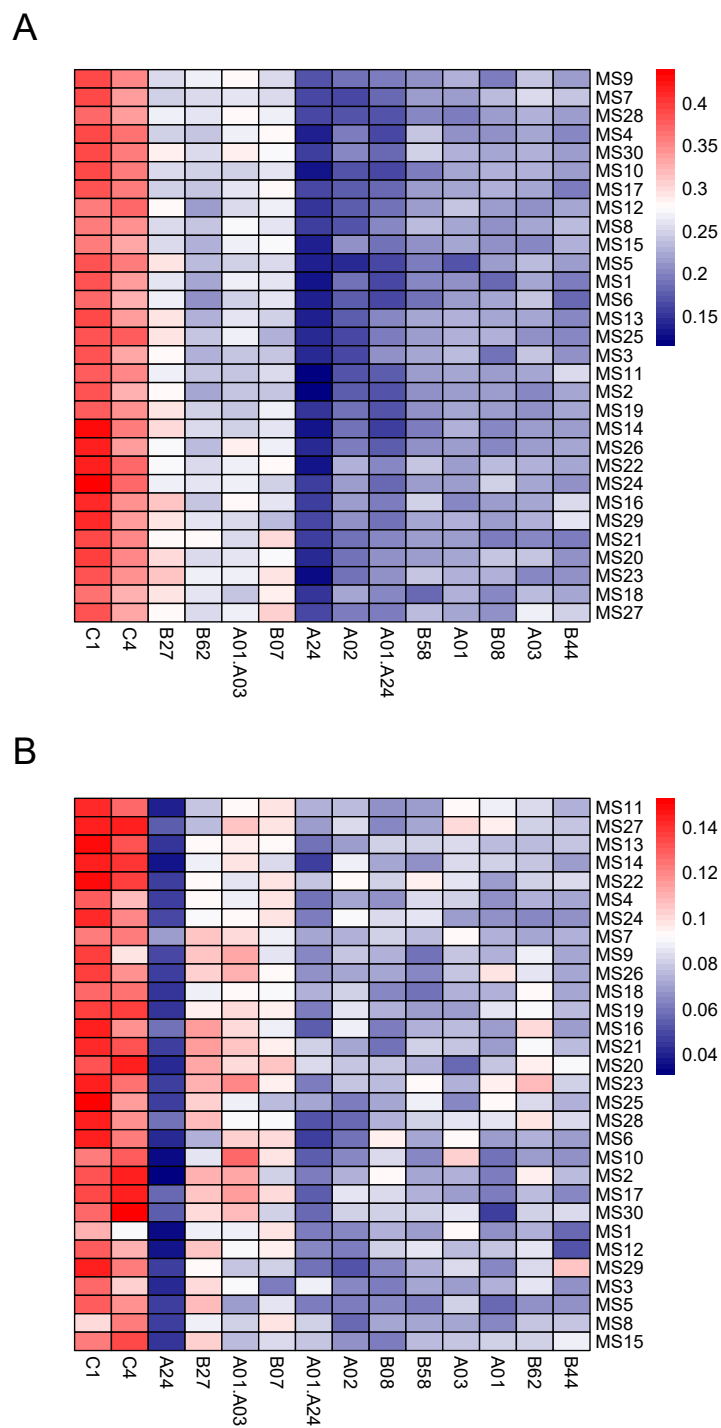 A
MS9
MS7
MS28
MS4
MS30
MS10
MS17
MS12
MS8
MS15
MS5
MS1
MS6
MS13
MS25
MS3
MS11
MS2
MS19
MS14
MS26
MS22
MS24
MS16
MS29
MS21
MS20
MS23
MS18
MS27
0.4
0.35
0.3
0.25
0.2
0.15
C1
C4
B27
B62
A01.A03
B07
A24
A02
A01.A24
B58
A01
B08
A03
B44
B
MS11
MS27
MS13
MS14
MS22
MS4
MS24
MS7
MS9
MS26
MS18
MS19
MS16
MS21
MS20
MS23
MS25
MS28
MS6
MS10
MS2
MS17
MS30
MS1
MS12
MS29
MS3
MS5
MS8
MS15
0.14
0.12
0.1
0.08
0.06
0.04
C1
C4
A24
B27
A01.A03
B07
A01.A24
A02
B08
B58
A03
A01
B62
B44